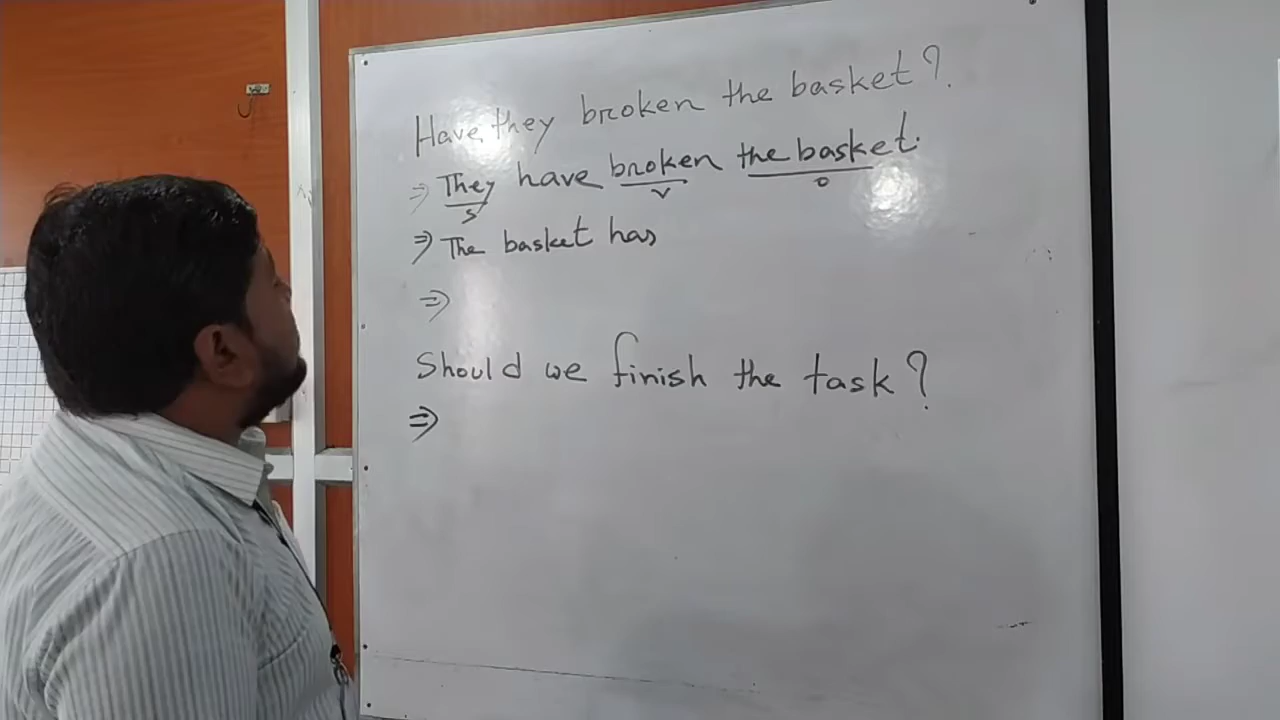 Have they broken the basket?
⇒ They have broken the basket.
S V O
⇒ The basket has
⇒
Should we finish the task?
⇒